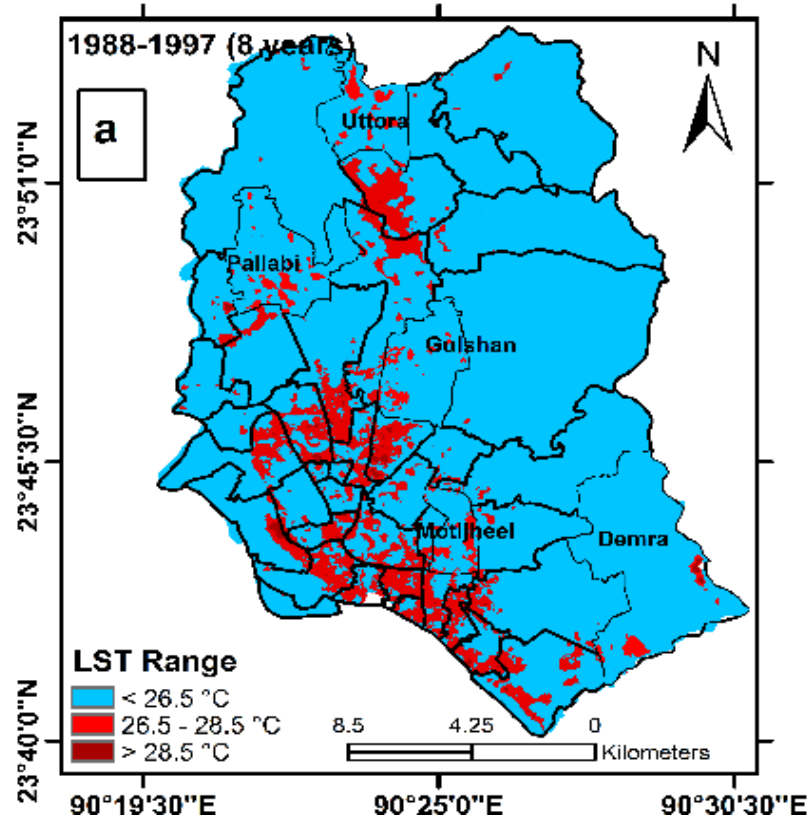 1988-1997 (8 years)
N
a
Uttora
23°51'0"N
Pallabi
Gulshan
23°45'30"N
Motijheel
Demra
LST Range
< 26.5 °C
26.5 - 28.5 °C
> 28.5 °C
8.5 4.25 0
Kilometers
23°40'0"N
90°19'30"E 90°25'0"E 90°30'30"E